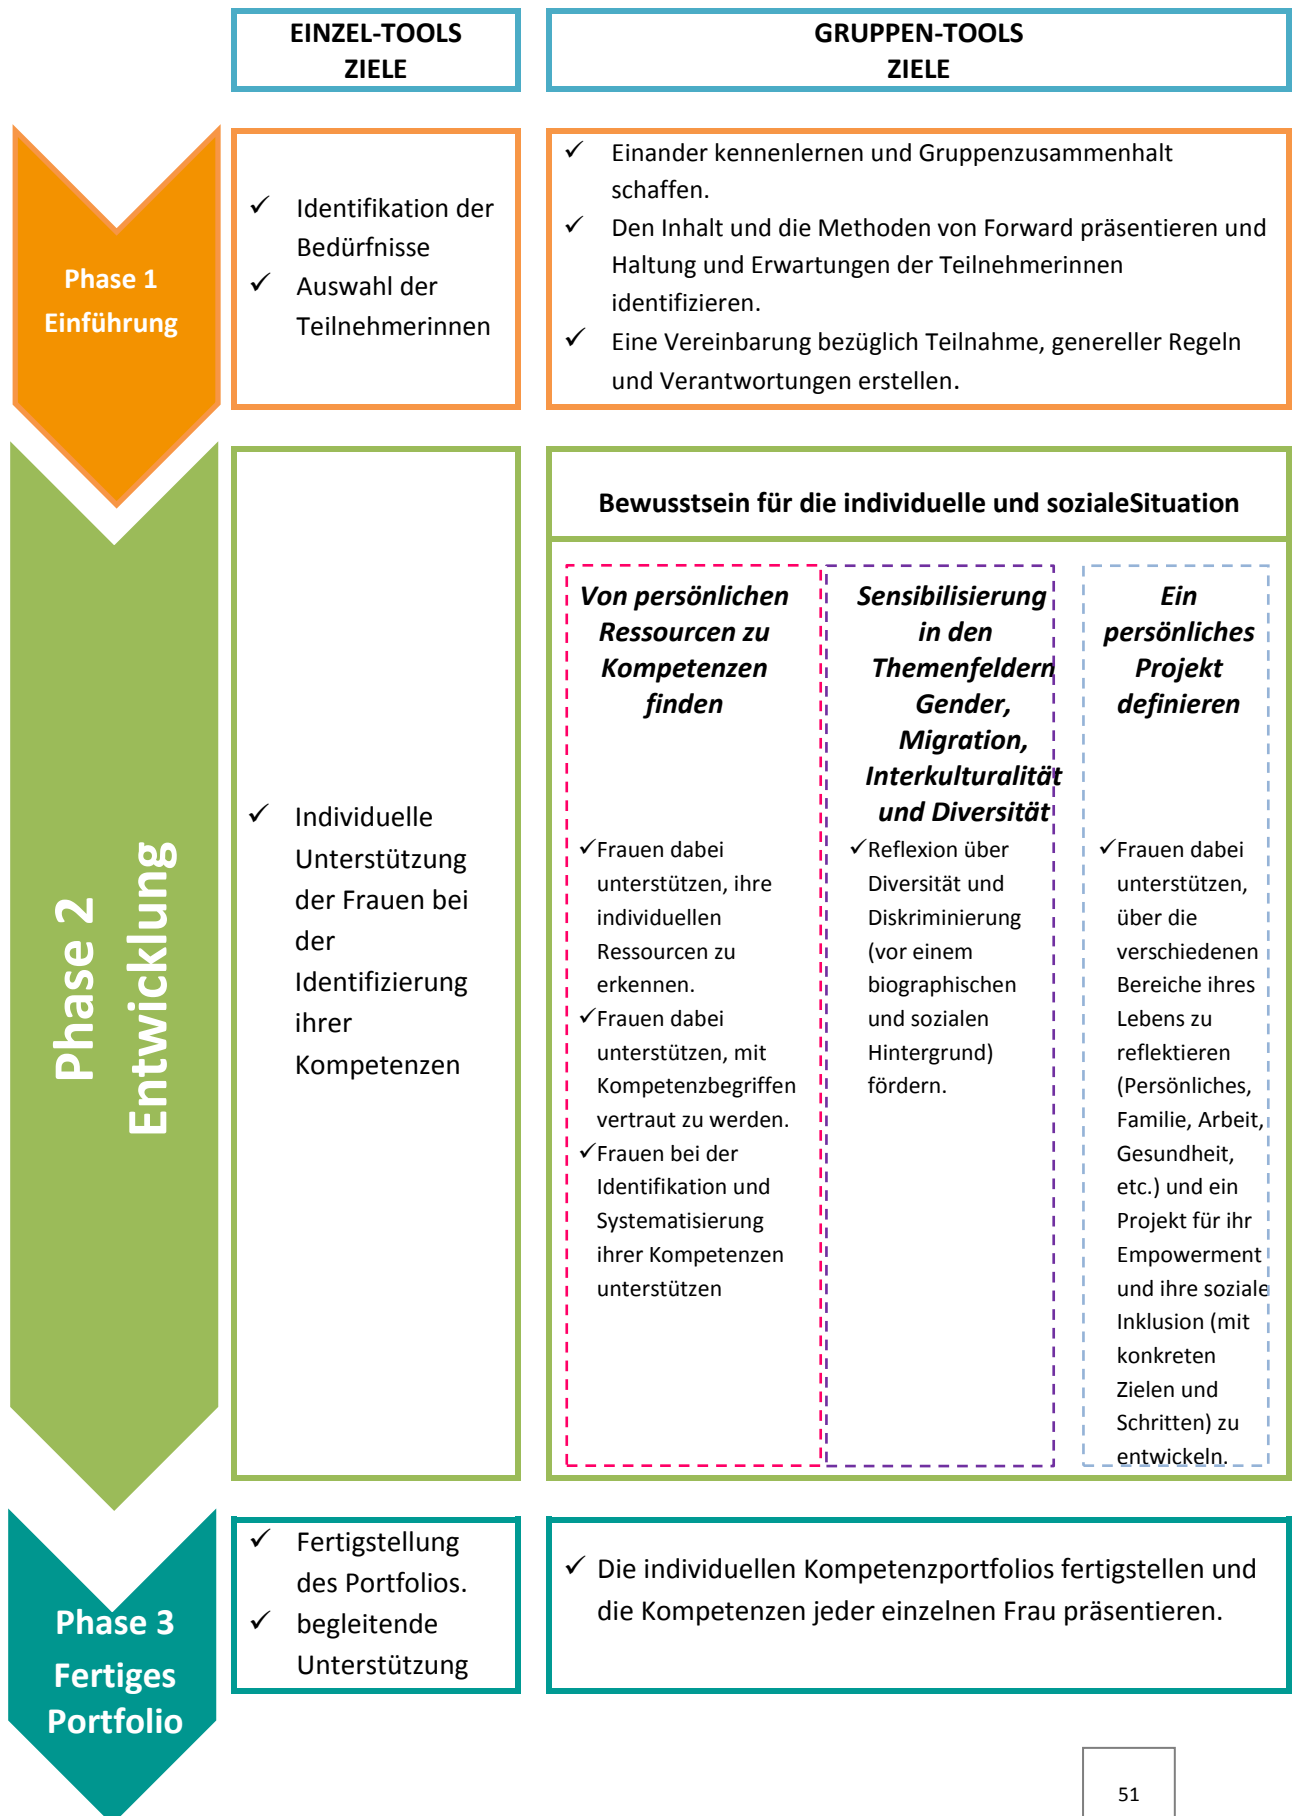 EINZEL-TOOLS
ZIELE
GRUPPEN-TOOLS
ZIELE
Phase 1
Einführung
✓ Identifikation der
Bedürfnisse
✓ Auswahl der
Teilnehmerinnen
✓ Einander kennenlernen und Gruppenzusammenhalt
schaffen.
✓ Den Inhalt und die Methoden von Forward präsentieren und
Haltung und Erwartungen der Teilnehmerinnen
identifizieren.
✓ Eine Vereinbarung bezüglich Teilnahme, genereller Regeln
und Verantwortungen erstellen.
Phase 2
Entwicklung
✓ Individuelle
Unterstützung
der Frauen bei
der
Identifizierung
ihrer
Kompetenzen
Bewusstsein für die individuelle und sozialeSituation
Von persönlichen
Ressourcen zu
Kompetenzen
finden
✓Frauen dabei
unterstützen, ihre
individuellen
Ressourcen zu
erkennen.
✓Frauen dabei
unterstützen, mit
Kompetenzbegriffen
vertraut zu werden.
✓Frauen bei der
Identifikation und
Systematisierung
ihrer Kompetenzen
unterstützen
Sensibilisierung
in den
Themenfeldern
Gender,
Migration,
Interkulturalität
und Diversität
✓Reflexion über
Diversität und
Diskriminierung
(vor einem
biographischen
und sozialen
Hintergrund)
fördern.
Ein
persönliches
Projekt
definieren
✓Frauen dabei
unterstützen,
über die
verschiedenen
Bereiche ihres
Lebens zu
reflektieren
(Persönliches,
Familie, Arbeit,
Gesundheit,
etc.) und ein
Projekt für ihr
Empowerment
und ihre soziale
Inklusion (mit
konkreten
Zielen und
Schritten) zu
entwickeln.
Phase 3
Fertiges
Portfolio
✓ Fertigstellung
des Portfolios.
✓ begleitende
Unterstützung
✓ Die individuellen Kompetenzportfolios fertigstellen und
die Kompetenzen jeder einzelnen Frau präsentieren.
51